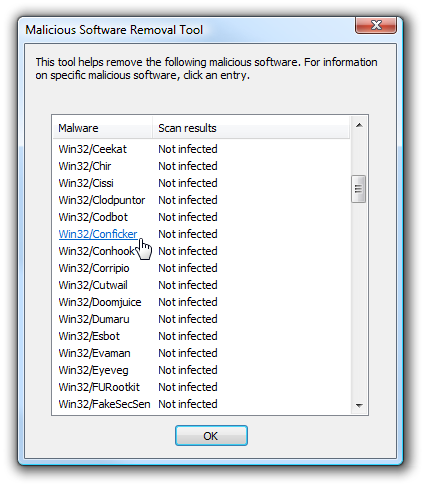 Malicious Software Removal Tool
This tool helps remove the following malicious software. For information
on specific malicious software, click an entry.
Malware Scan results
Win32/Ceekat Not infected
Win32/Chir Not infected
Win32/Cissi Not infected
Win32/Clodpuntor Not infected
Win32/Codbot Not infected
Win32/Conficker Not infected
Win32/Conhook Not infected
Win32/Corripio Not infected
Win32/Cutwail Not infected
Win32/Doomjuice Not infected
Win32/Dumaru Not infected
Win32/Esbot Not infected
Win32/Evaman Not infected
Win32/Eyeveg Not infected
Win32/FURootkit Not infected
Win32/FakeSecSen Not infected
OK